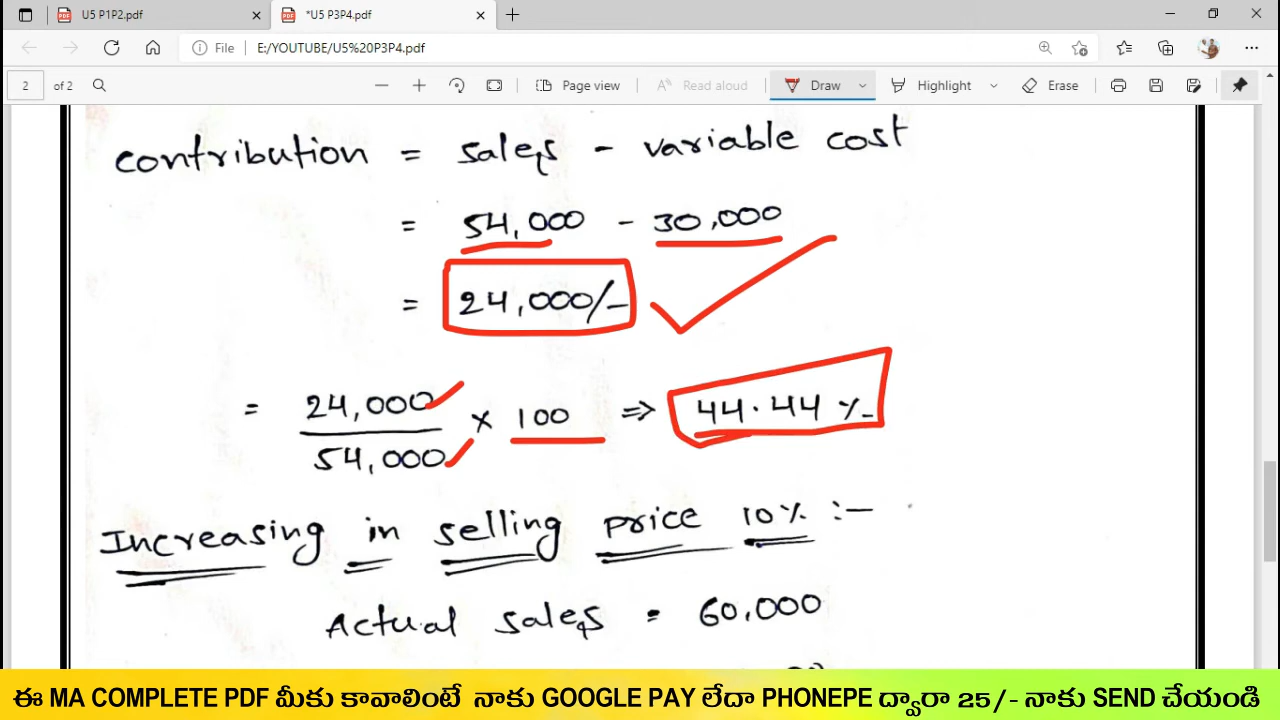 U5 P1P2.pdf
*U5 P3P4.pdf
File E:/YOUTUBE/U5%20P3P4.pdf
2 of 2 Page view Read aloud Draw Highlight Erase
contribution = sales - variable cost
= 54,000 - 30,000
= 24,000/-
= 24,000 / 54,000 × 100 ⇒ 44.44 %
Increasing in selling price 10% :-
Actual sales = 60,000
ఈ MA COMPLETE PDF మీకు కావాలింటే నాకు GOOGLE PAY లేదా PHONEPE ద్వారా 25/- నాకు SEND చేయండి